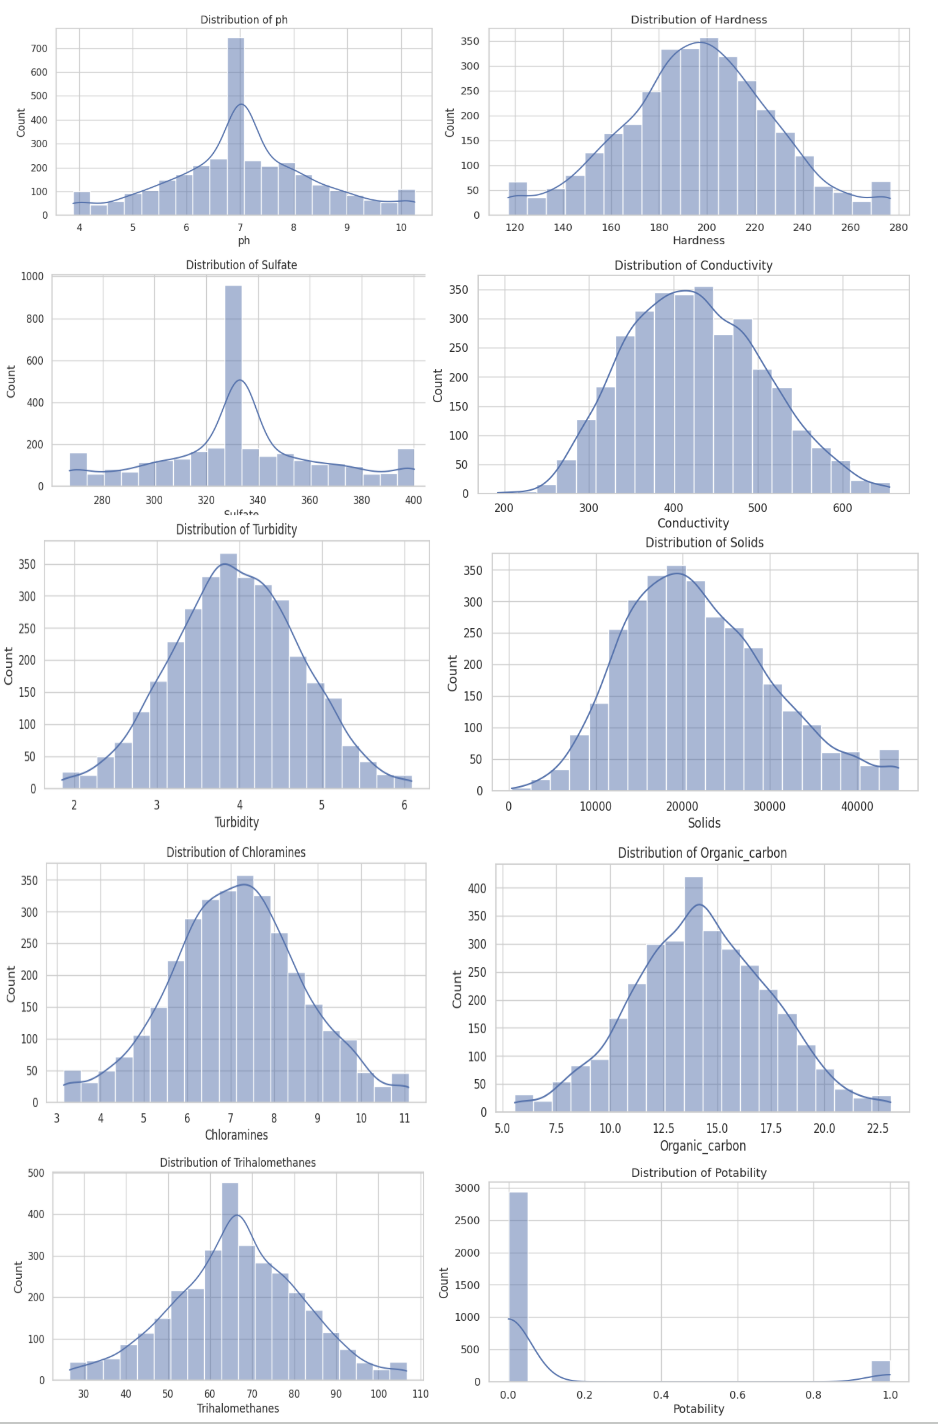 Distribution of ph
700
600
500
400
300
200
100
0
Count
4 5 6 7 8 9 10
ph
Distribution of Hardness
350
300
250
200
150
100
50
0
Count
120 140 160 180 200 220 240 260 280
Hardness
Distribution of Sulfate
1000
800
600
400
200
0
Count
280 300 320 340 360 380 400
Sulfate
Distribution of Conductivity
350
300
250
200
150
100
50
0
Count
200 300 400 500 600
Conductivity
Distribution of Turbidity
350
300
250
200
150
100
50
0
Count
2 3 4 5 6
Turbidity
Distribution of Solids
350
300
250
200
150
100
50
0
Count
0 10000 20000 30000 40000
Solids
Distribution of Chloramines
350
300
250
200
150
100
50
0
Count
3 4 5 6 7 8 9 10 11
Chloramines
Distribution of Organic_carbon
400
350
300
250
200
150
100
50
0
Count
5.0 7.5 10.0 12.5 15.0 17.5 20.0 22.5
Organic_carbon
Distribution of Trihalomethanes
500
400
300
200
100
0
Count
30 40 50 60 70 80 90 100 110
Trihalomethanes
Distribution of Potability
3000
2500
2000
1500
1000
500
0
Count
0.0 0.2 0.4 0.6 0.8 1.0
Potability